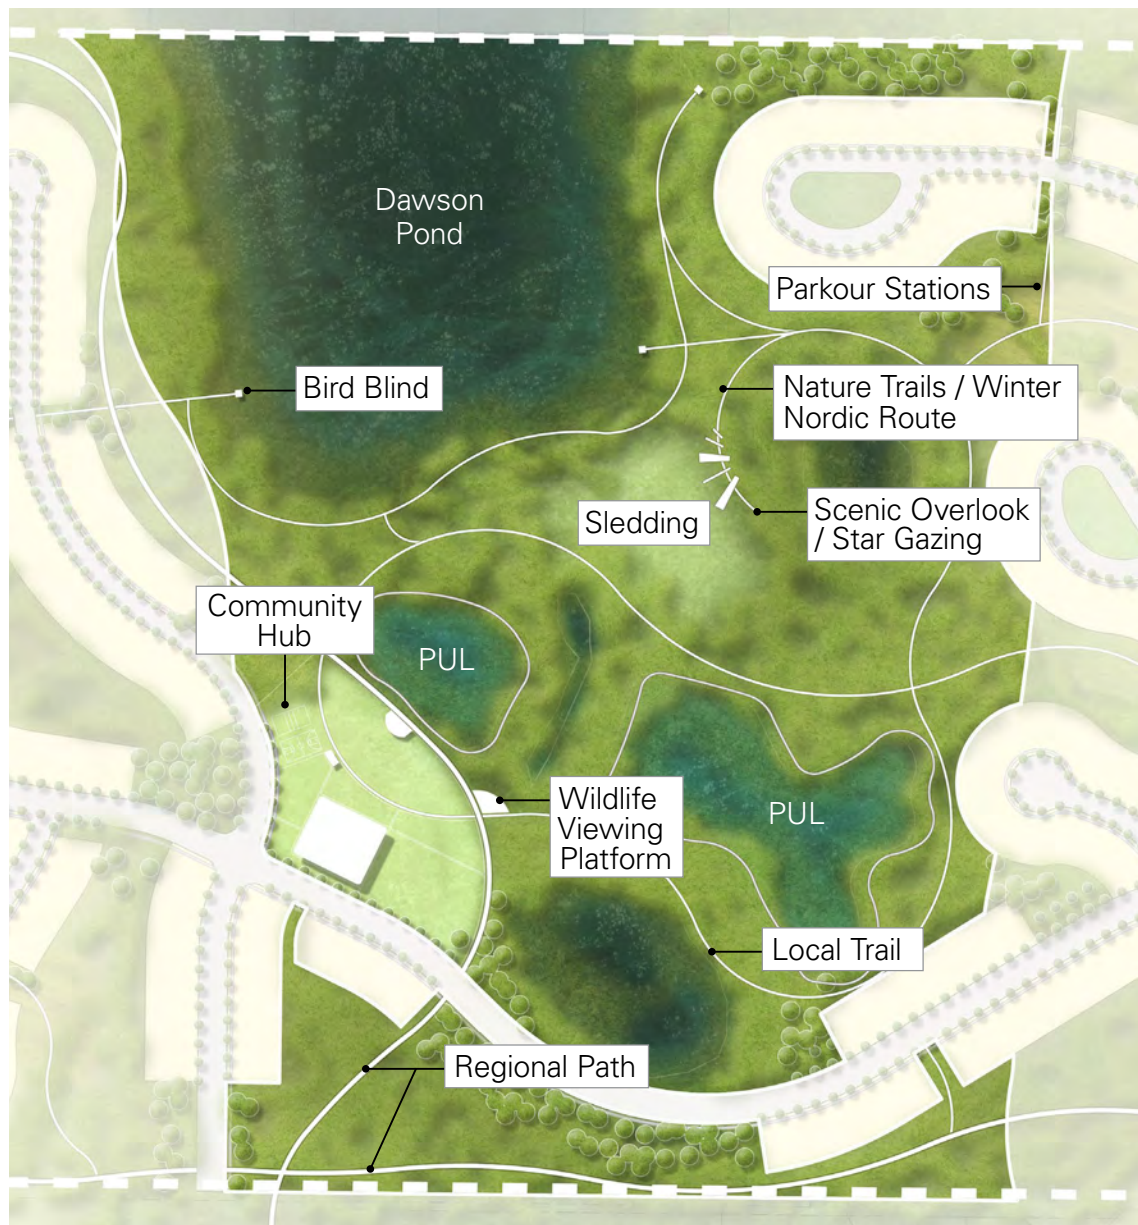 Dawson
Pond
Parkour Stations
Bird Blind
Nature Trails / Winter
Nordic Route
Scenic Overlook
/ Star Gazing
Sledding
Community
Hub
PUL
Wildlife
Viewing
Platform
PUL
Local Trail
Regional Path